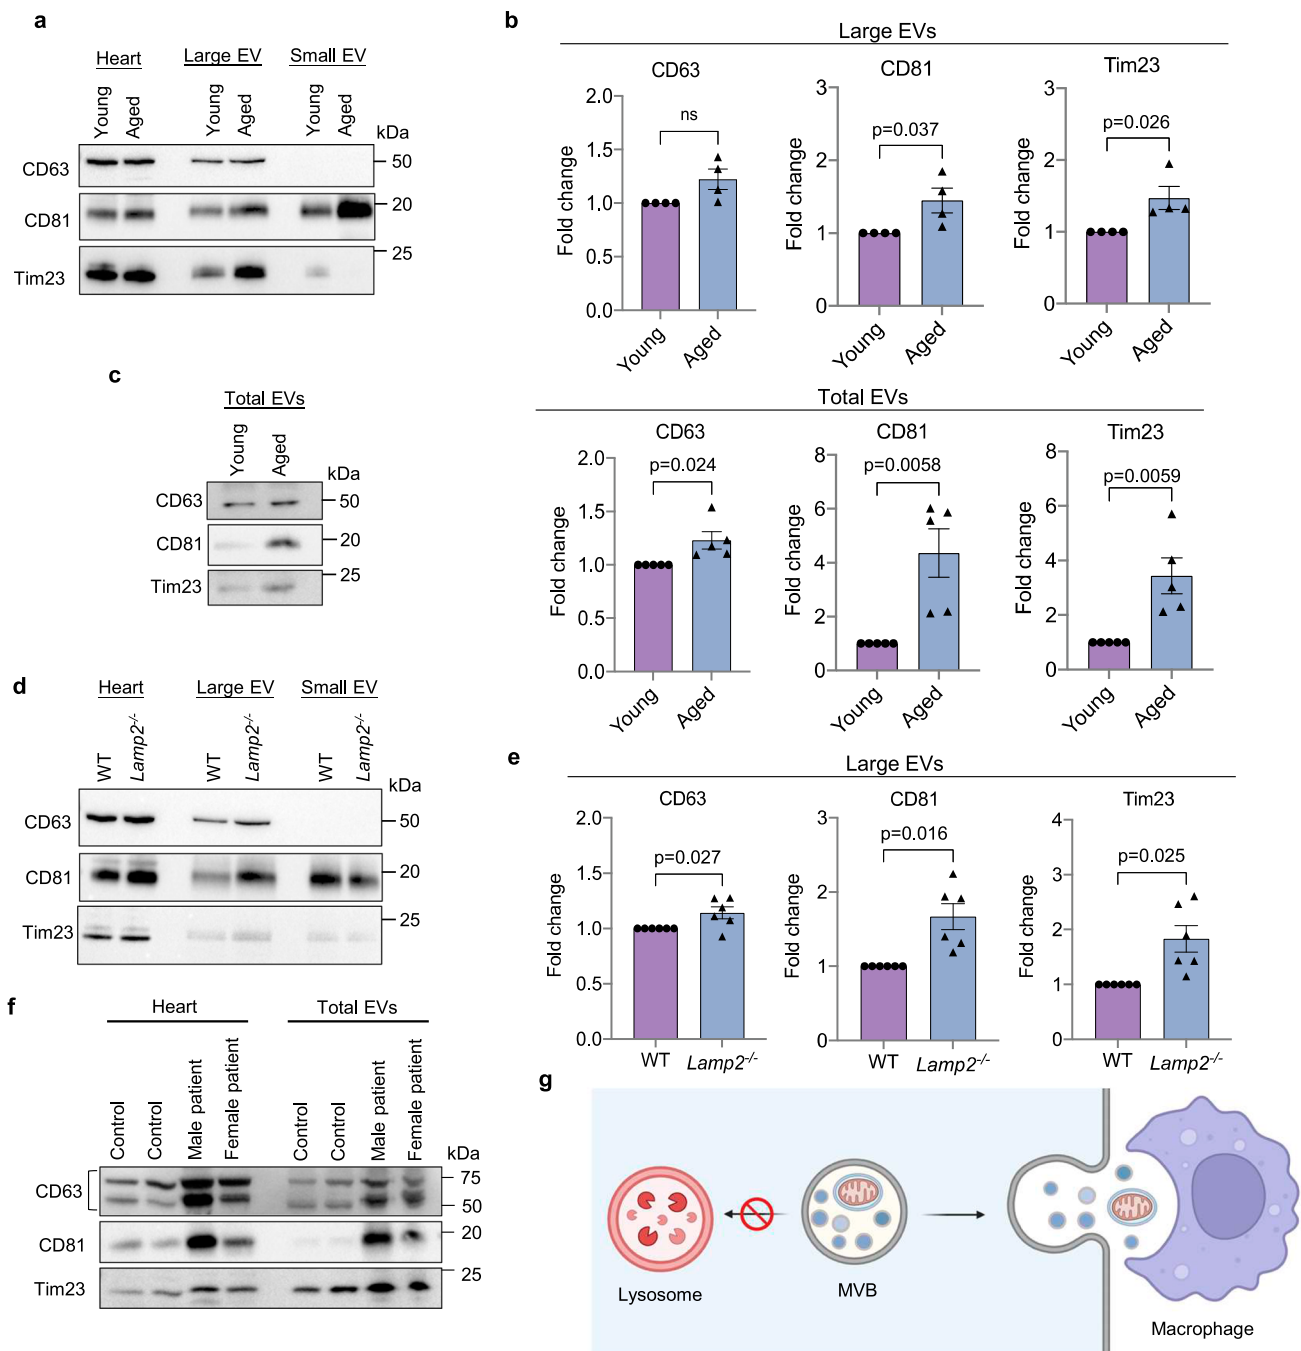 a
Heart Large EV Small EV
Young Aged Young Aged Young Aged
kDa
CD63 50
CD81 20
Tim23 25
b
Large EVs
CD63 CD81 Tim23
Fold change
2.0
1.5
1.0
0.5
0.0
ns
Young Aged
Fold change
3
2
1
0
p=0.037
Young Aged
Fold change
3
2
1
0
p=0.026
Young Aged
c
Total EVs
Young Aged
kDa
CD63 50
CD81 20
Tim23 25
Total EVs
CD63 CD81 Tim23
Fold change
2.0
1.5
1.0
0.5
0.0
p=0.024
Young Aged
Fold change
8
6
4
2
0
p=0.0058
Young Aged
Fold change
8
6
4
2
0
p=0.0059
Young Aged
d
Heart Large EV Small EV
WT Lamp2-/- WT Lamp2-/- WT Lamp2-/-
kDa
CD63 50
CD81 20
Tim23 25
e
Large EVs
CD63 CD81 Tim23
Fold change
2.0
1.5
1.0
0.5
0.0
p=0.027
WT Lamp2-/-
Fold change
3
2
1
0
p=0.016
WT Lamp2-/-
Fold change
4
3
2
1
0
p=0.025
WT Lamp2-/-
f
Heart Total EVs
Control Control Male patient Female patient Control Control Male patient Female patient
kDa
CD63 75
50
CD81 20
Tim23 25
g
Lysosome
MVB
Macrophage